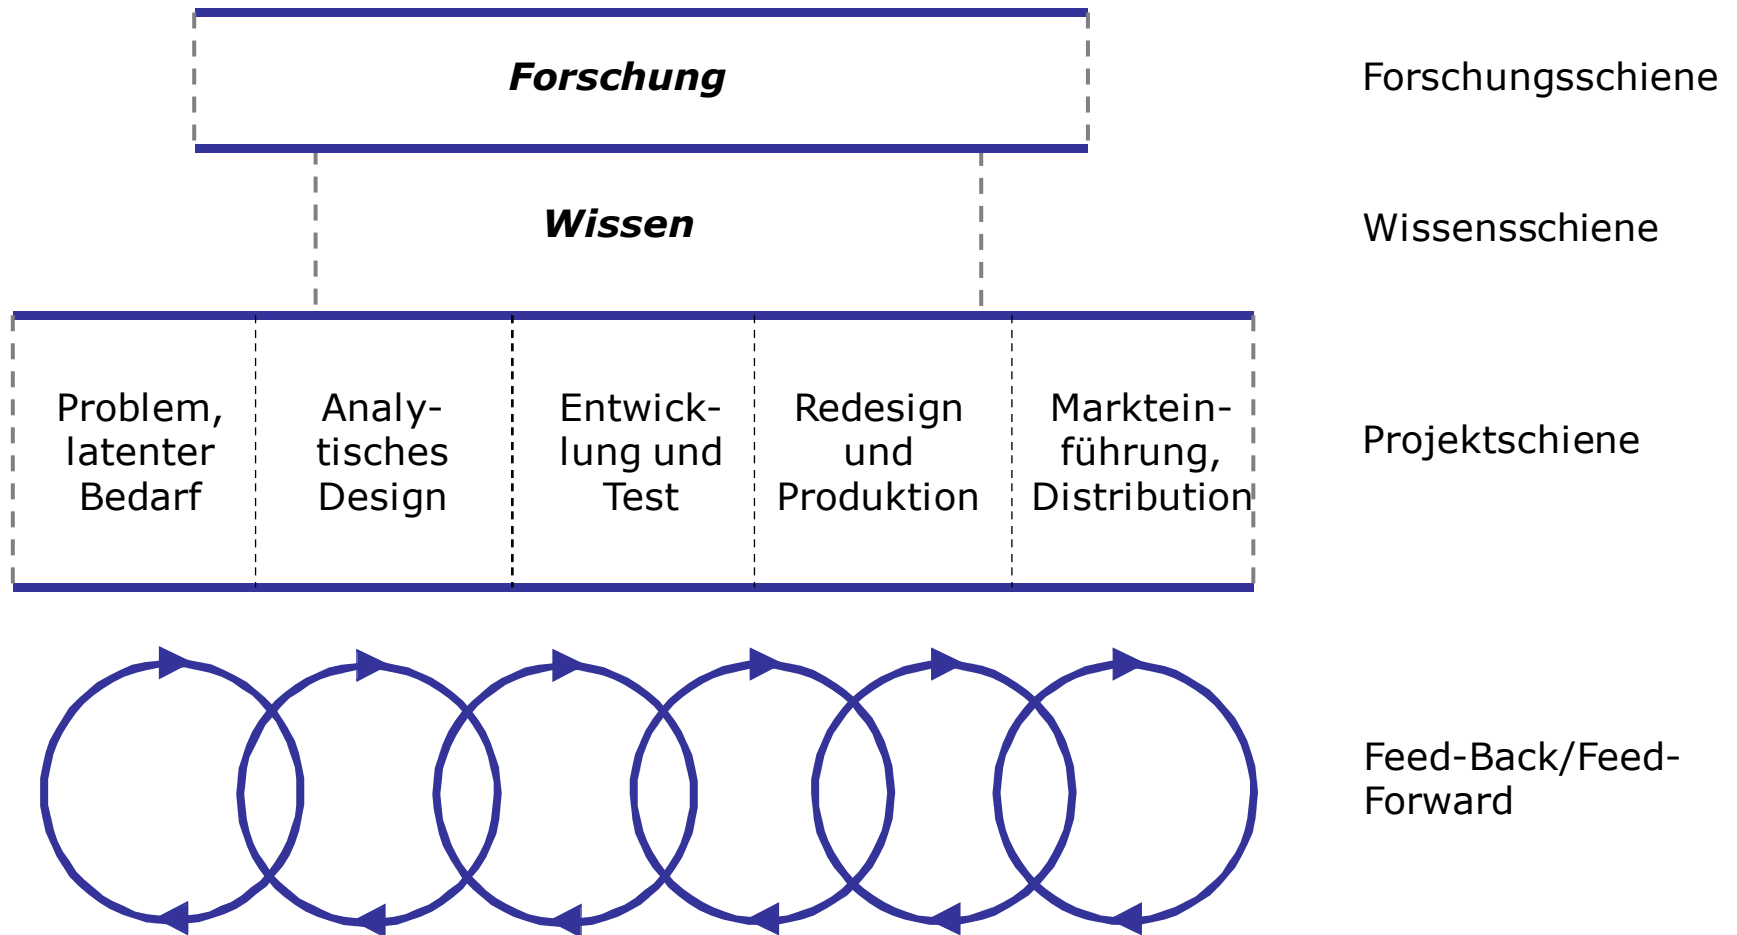 Forschung
Forschungsschiene
Wissen
Wissensschiene
Problem,
latenter
Bedarf
Analy-
tisches
Design
Entwick-
lung und
Test
Redesign
und
Produktion
Marktein-
führung,
Distribution
Projektschiene
Feed-Back/Feed-
Forward